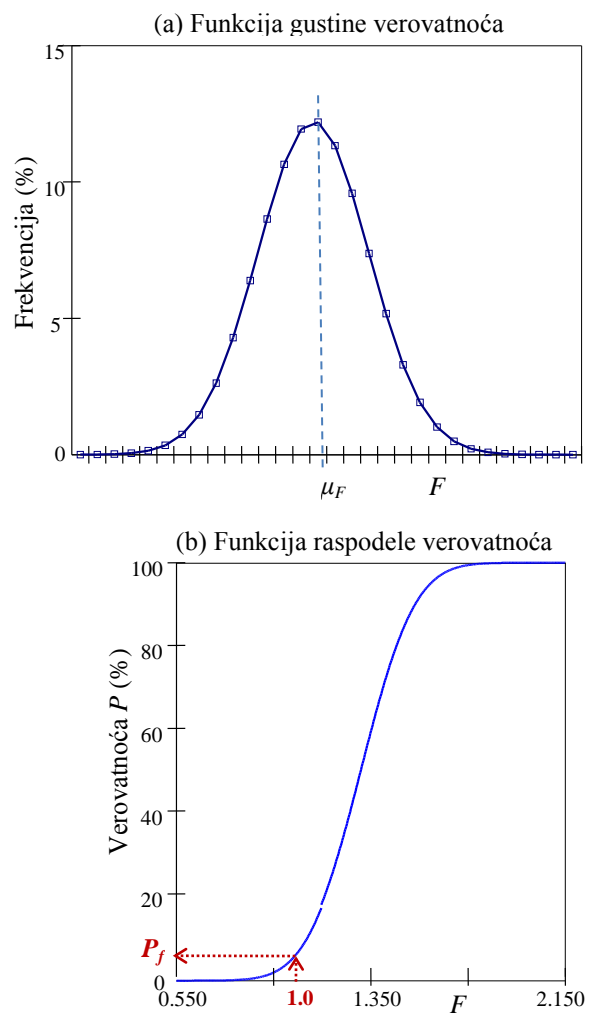 (a) Funkcija gustine verovatnoća
15
10
5
0
Frekvencija (%)
μF F
(b) Funkcija raspodele verovatnoća
100
80
60
40
20
0
Verovatnoća P (%)
Pf
0.550 1.0 1.350 F 2.150